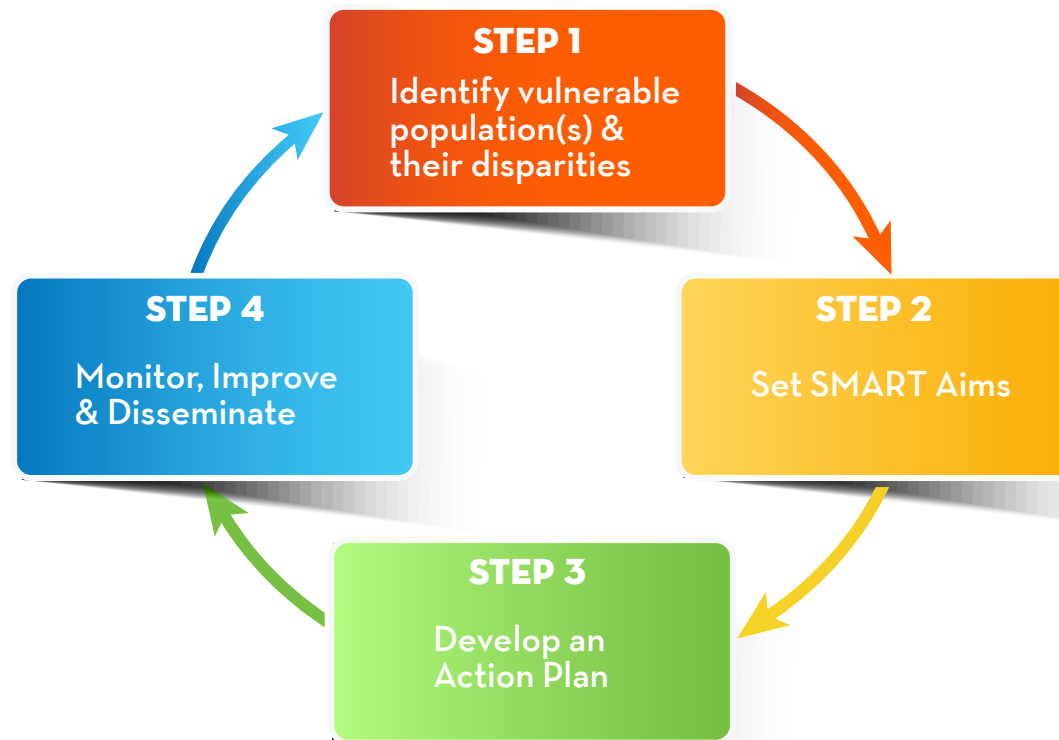 STEP 1
Identify vulnerable
population(s) &
their disparities
STEP 2
Set SMART Aims
STEP 3
Develop an
Action Plan
STEP 4
Monitor, Improve
& Disseminate